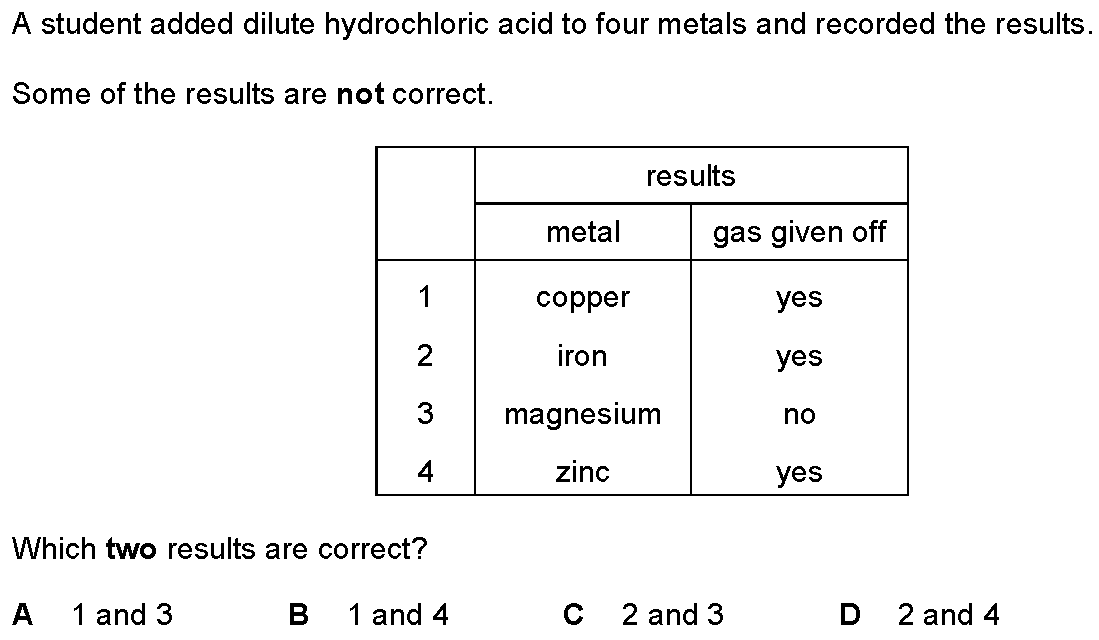 A student added dilute hydrochloric acid to four metals and recorded the results.
Some of the results are not correct.
results
metal gas given off
1 copper yes
2 iron yes
3 magnesium no
4 zinc yes
Which two results are correct?
A 1 and 3 B 1 and 4 C 2 and 3 D 2 and 4